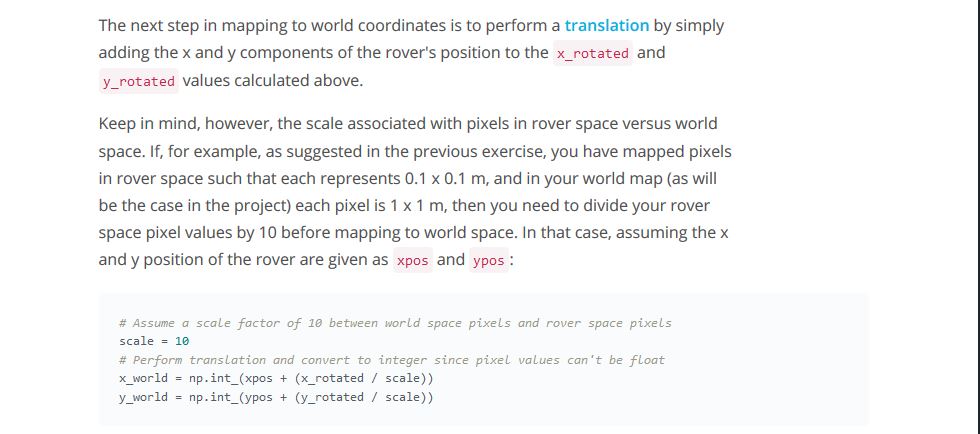 The next step in mapping to world coordinates is to perform a translation by simply
adding the x and y components of the rover's position to the x_rotated and
y_rotated values calculated above.
Keep in mind, however, the scale associated with pixels in rover space versus world
space. If, for example, as suggested in the previous exercise, you have mapped pixels
in rover space such that each represents 0.1 x 0.1 m, and in your world map (as will
be the case in the project) each pixel is 1 x 1 m, then you need to divide your rover
space pixel values by 10 before mapping to world space. In that case, assuming the x
and y position of the rover are given as xpos and ypos :
# Assume a scale factor of 10 between world space pixels and rover space pixels
scale = 10
# Perform translation and convert to integer since pixel values can't be float
x_world = np.int_(xpos + (x_rotated / scale))
y_world = np.int_(ypos + (y_rotated / scale))